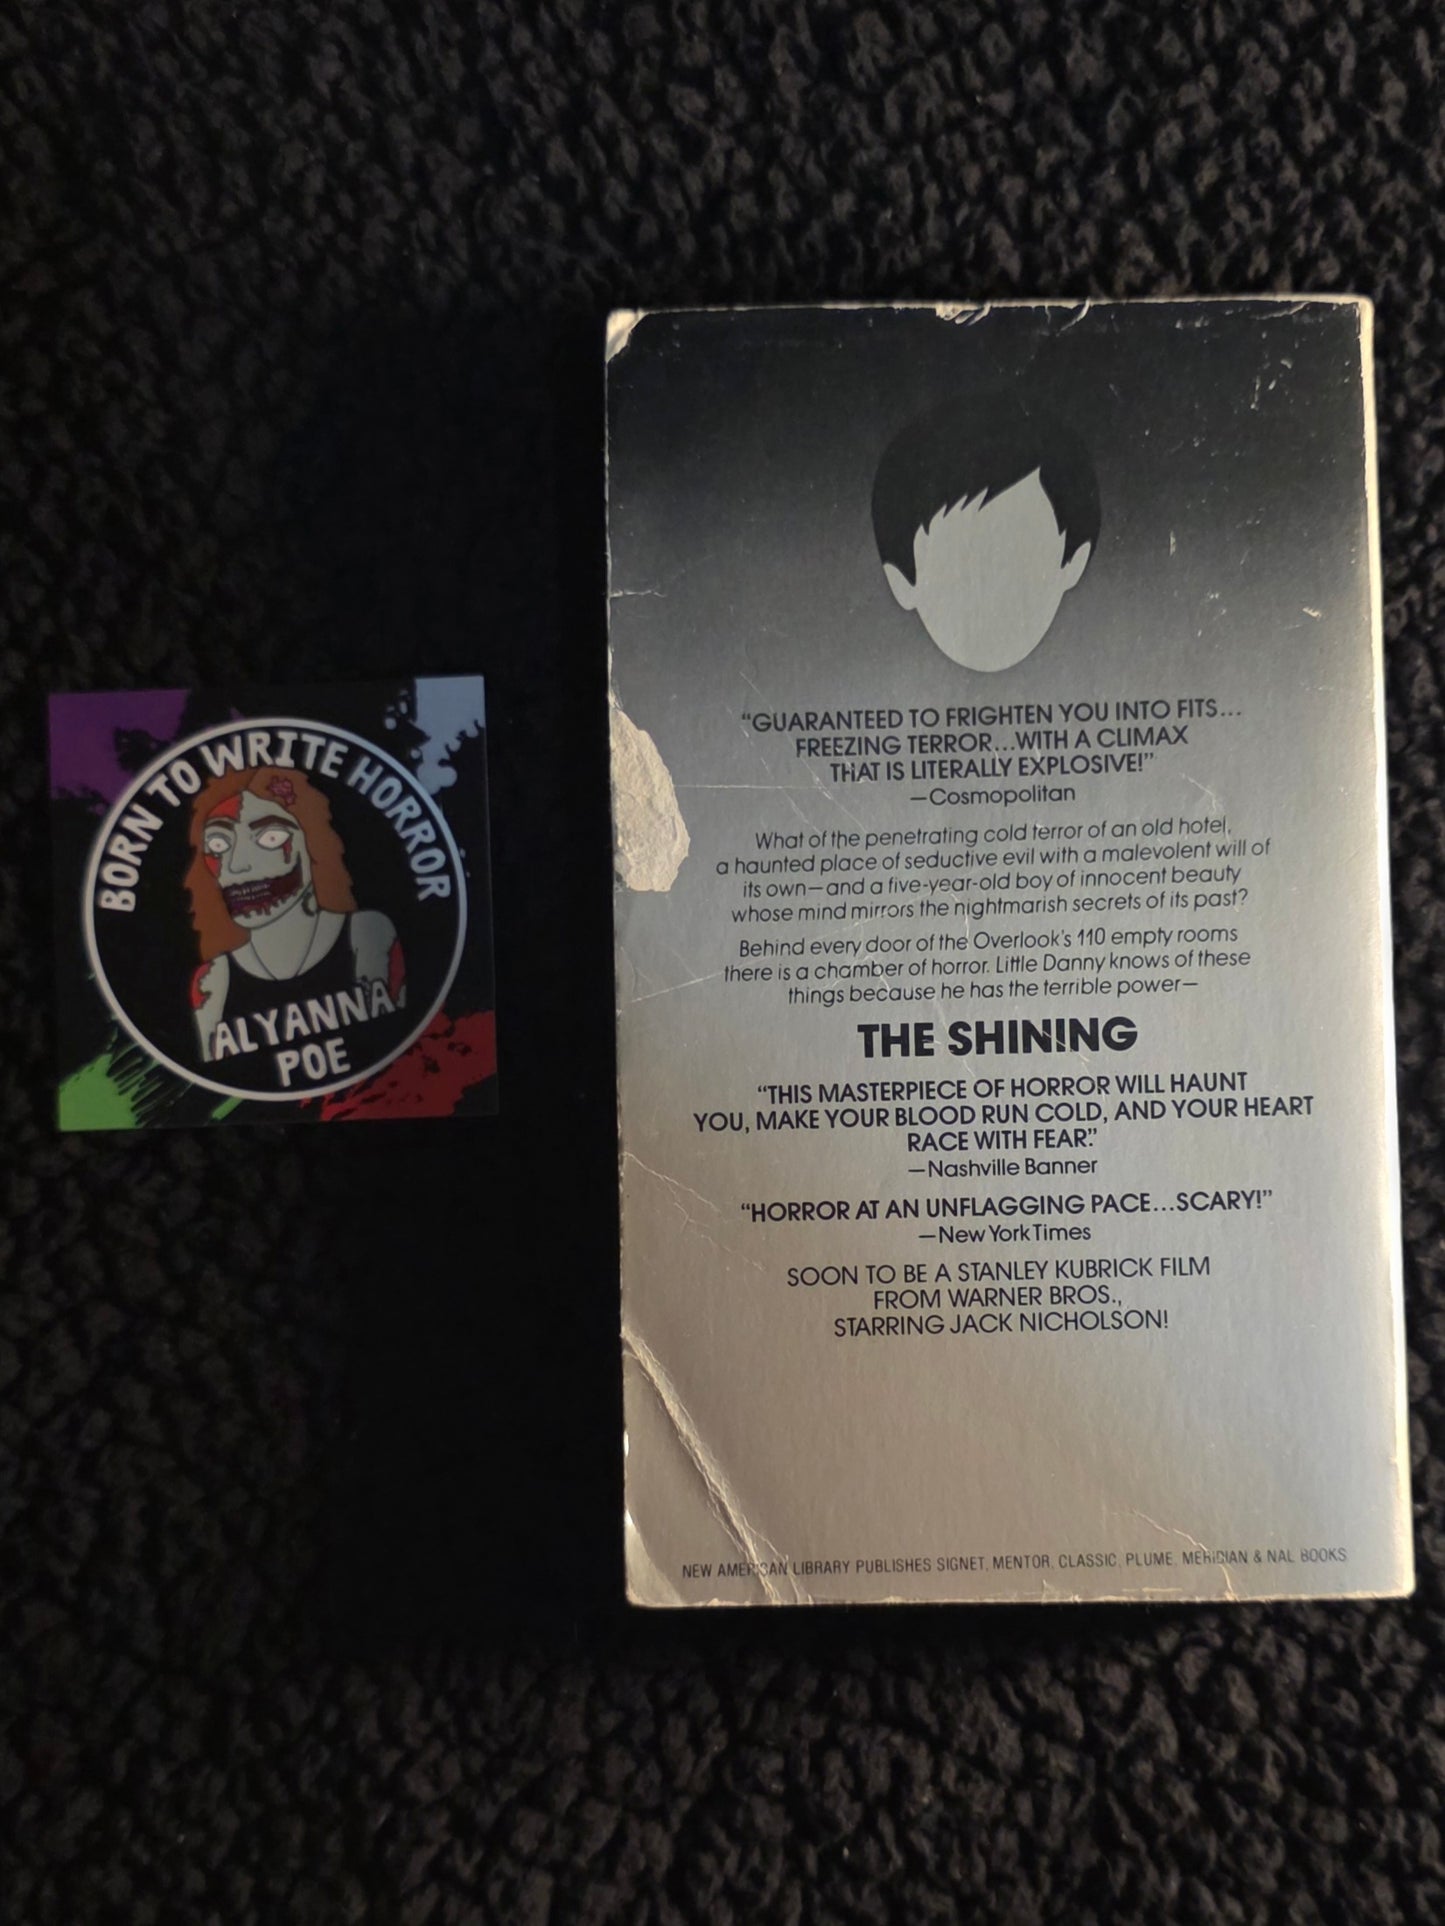 BORN TO WRITE HORROR
ALYANNA
POE
“GUARANTEED TO FRIGHTEN YOU INTO FITS...
FREEZING TERROR...WITH A CLIMAX
THAT IS LITERALLY EXPLOSIVE!”
—Cosmopolitan
What of the penetrating cold terror of an old hotel,
a haunted place of seductive evil with a malevolent will of
its own—and a five-year-old boy of innocent beauty
whose mind mirrors the nightmarish secrets of its past?
Behind every door of the Overlook's 110 empty rooms
there is a chamber of horror. Little Danny knows of these
things because he has the terrible power—
THE SHINING
“THIS MASTERPIECE OF HORROR WILL HAUNT
YOU, MAKE YOUR BLOOD RUN COLD, AND YOUR HEART
RACE WITH FEAR.”
—Nashville Banner
“HORROR AT AN UNFLAGGING PACE...SCARY!”
—New York Times
SOON TO BE A STANLEY KUBRICK FILM
FROM WARNER BROS.,
STARRING JACK NICHOLSON!
NEW AMERICAN LIBRARY PUBLISHES SIGNET, MENTOR, CLASSIC, PLUME, MERIDIAN & NAL BOOKS